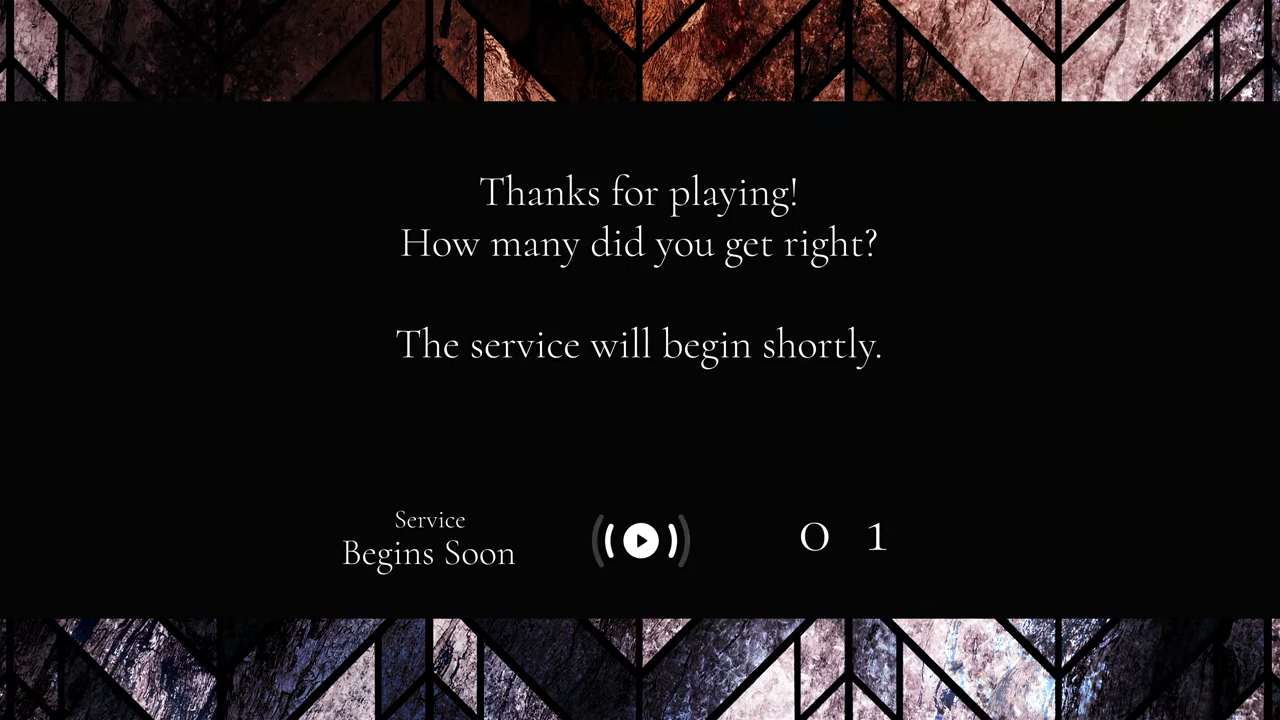 Thanks for playing!
How many did you get right?
The service will begin shortly.
Service
Begins Soon
0 1